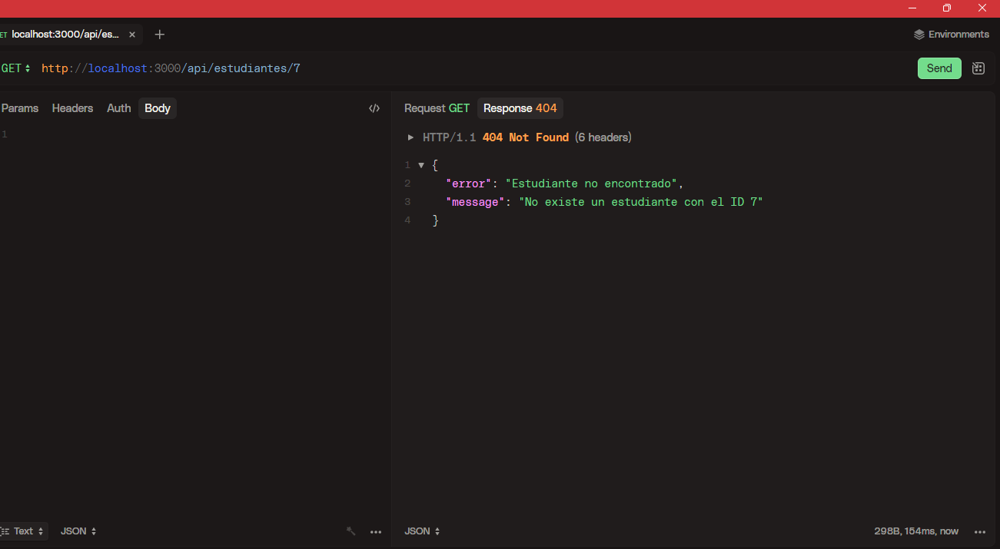 ET localhost:3000/api/es...
Environments
GET http://localhost:3000/api/estudiantes/7
Send
Params Headers Auth Body
Request GET Response 404
1
HTTP/1.1 404 Not Found (6 headers)
1 {
2 "error": "Estudiante no encontrado",
3 "message": "No existe un estudiante con el ID 7"
4 }
Text JSON
JSON
298B, 154ms, now